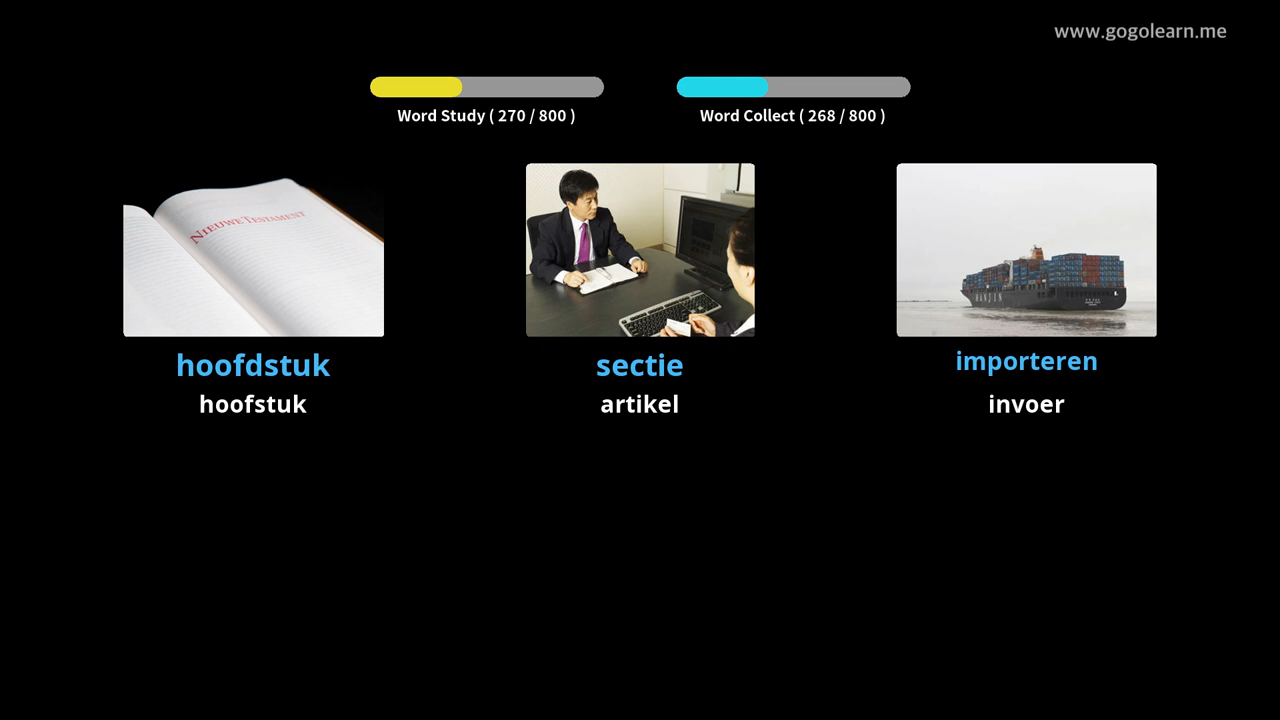 www.gogolearn.me
Word Study ( 270 / 800 )
Word Collect ( 268 / 800 )
NIEUWE TESTAMENT
HANJIN
hoofdstuk
sectie
importeren
hoofstuk
artikel
invoer